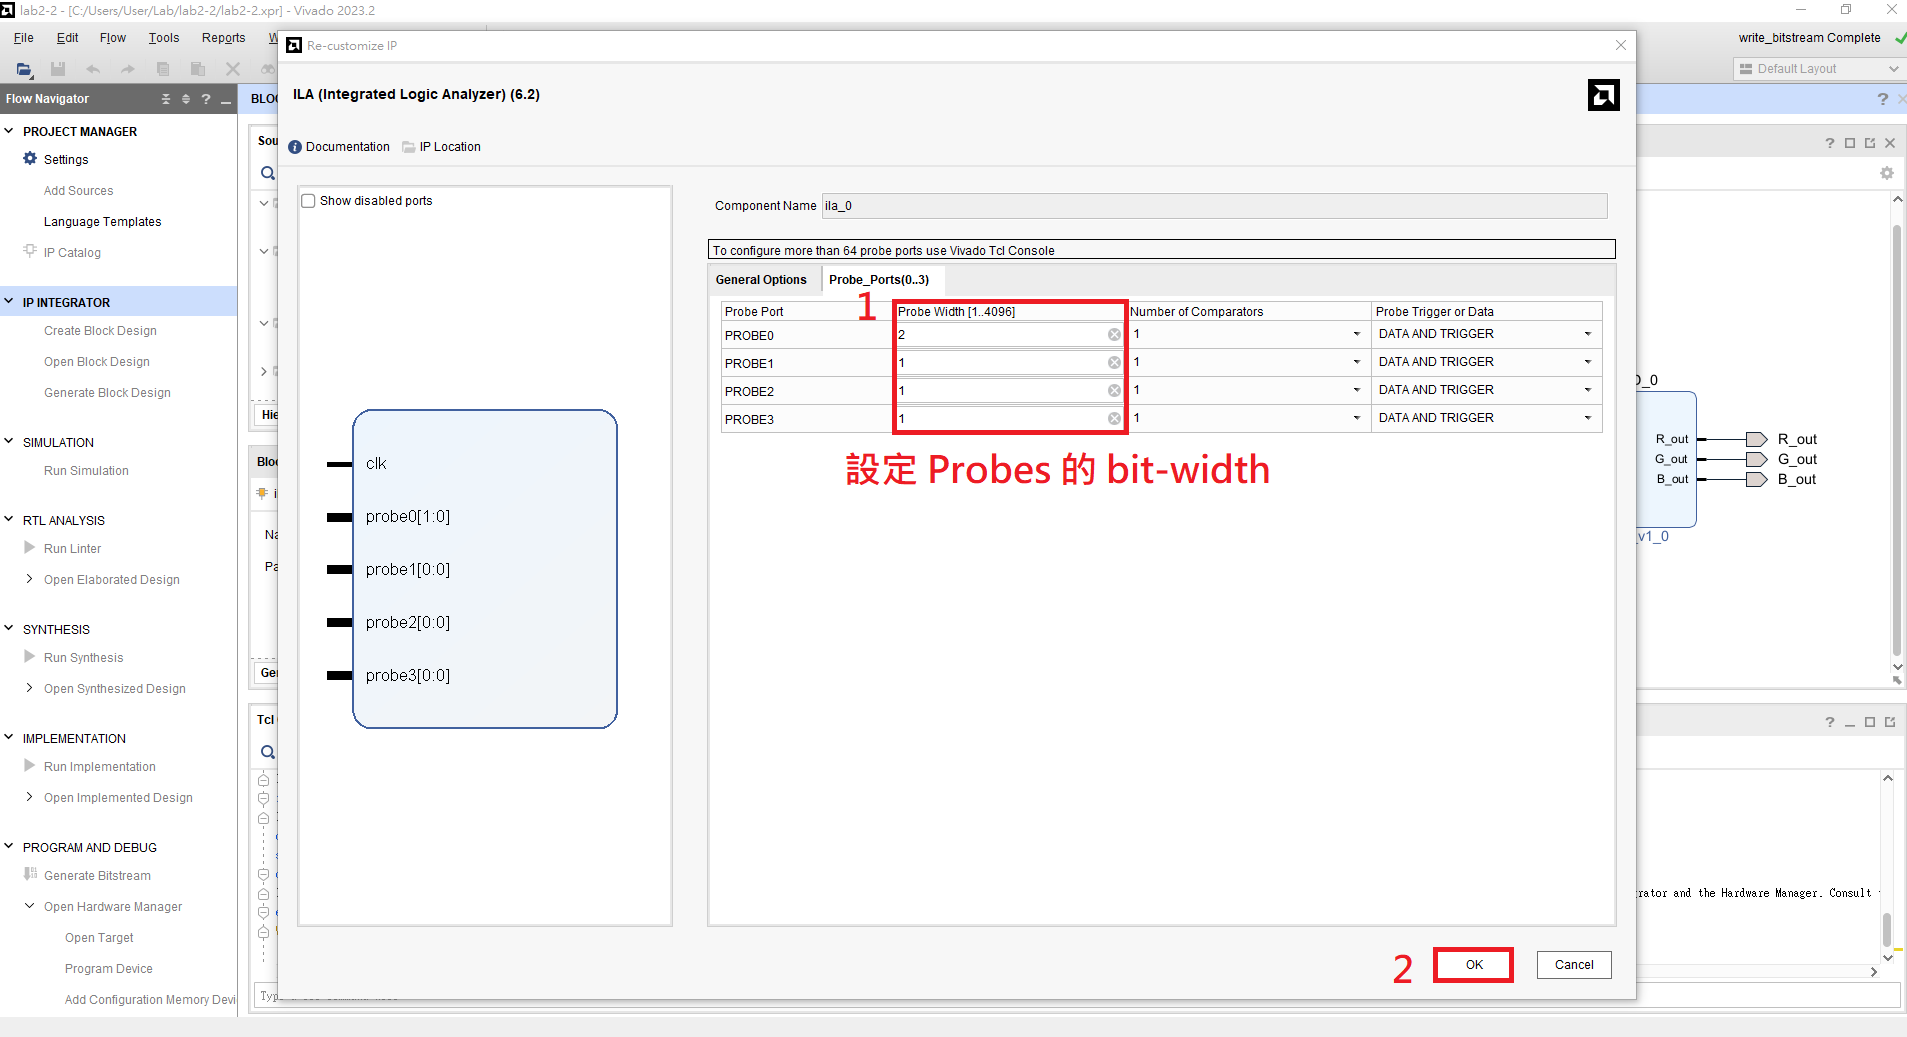 lab2-2 - [C:/Users/User/Lab/lab2-2/lab2-2.xpr] - Vivado 2023.2
File Edit Flow Tools Reports
write_bitstream Complete
Default Layout
Flow Navigator
PROJECT MANAGER
Settings
Add Sources
Language Templates
IP Catalog
IP INTEGRATOR
Create Block Design
Open Block Design
Generate Block Design
SIMULATION
Run Simulation
RTL ANALYSIS
Run Linter
Open Elaborated Design
SYNTHESIS
Run Synthesis
Open Synthesized Design
IMPLEMENTATION
Run Implementation
Open Implemented Design
PROGRAM AND DEBUG
Generate Bitstream
Open Hardware Manager
Open Target
Program Device
Add Configuration Memory Devi
BLO
Sou
Hie
Bloc
Na
Pa
Ger
Tcl
Re-customize IP
ILA (Integrated Logic Analyzer) (6.2)
Documentation IP Location
Show disabled ports
clk
probe0[1:0]
probe1[0:0]
probe2[0:0]
probe3[0:0]
Component Name ila_0
To configure more than 64 probe ports use Vivado Tcl Console
General Options Probe_Ports(0..3)
1
Probe Port Probe Width [1..4096] Number of Comparators Probe Trigger or Data
PROBE0 2 1 DATA AND TRIGGER
PROBE1 1 1 DATA AND TRIGGER
PROBE2 1 1 DATA AND TRIGGER
PROBE3 1 1 DATA AND TRIGGER
設定 Probes 的 bit-width
2 OK Cancel
_0
R_out R_out
G_out G_out
B_out B_out
_v1_0
rator and the Hardware Manager. Consult